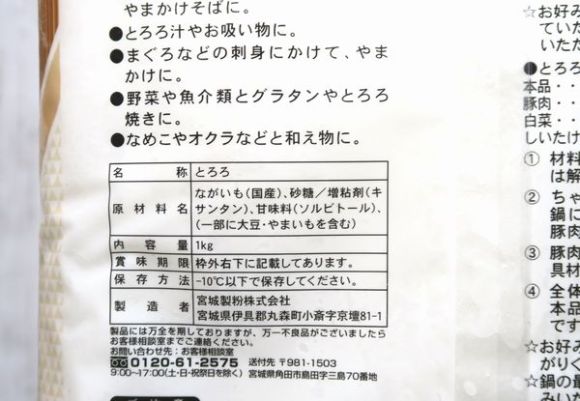 やまかけそばに。
●とろろ汁やお吸い物に。
●まぐろなどの刺身にかけて、やま
かけに。
●野菜や魚介類とグラタンやとろろ
焼きに。
●なめこやオクラなどと和え物に。
名称 とろろ
原材料名 ながいも(国産)、砂糖／増粘剤(キ
サンタン)、甘味料(ソルビトール)、
(一部に大豆・やまいもを含む)
内容量 1kg
賞味期限 枠外右下に記載してあります。
保存方法 -10℃以下で保存してください。
製造者 宮城製粉株式会社
宮城県伊具郡丸森町小斎字京壇81-1
製品には万全を期しておりますが、万一不良品がございましたら
お客様相談室までご連絡ください。
お問い合わせ先：お客様相談室
0120-61-2575 送付先 〒981-1503
9:00〜17:00(土・日・祝祭日を除く) 宮城県角田市島田字三島70番地
☆お好み
ていた
いただ
●とろろ
本品・・
豚肉・・
白菜・・
しいたけ
① 材料
は解
② ちゃ
鍋に
豚肉
③ 豚肉
具材
④ 全体
本品
です
☆お好み
がりく
☆鍋の最